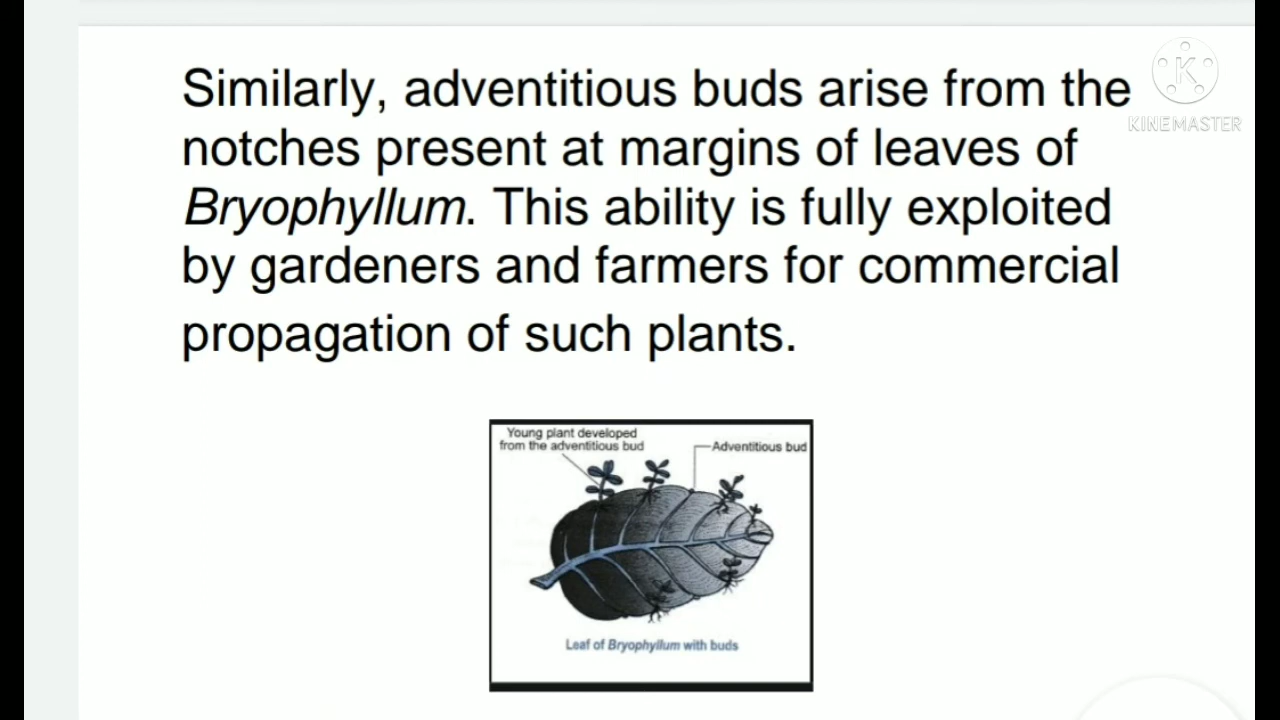 Similarly, adventitious buds arise from the
notches present at margins of leaves of
Bryophyllum. This ability is fully exploited
by gardeners and farmers for commercial
propagation of such plants.
K
KINEMASTER
Young plant developed
from the adventitious bud
Adventitious bud
Leaf of Bryophyllum with buds